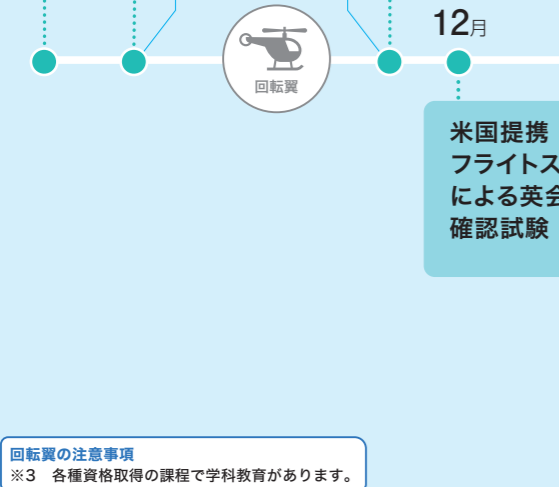 12月
回転翼
米国提携
フライトス
による英会
確認試験
回転翼の注意事項
※3　各種資格取得の課程で学科教育があります。